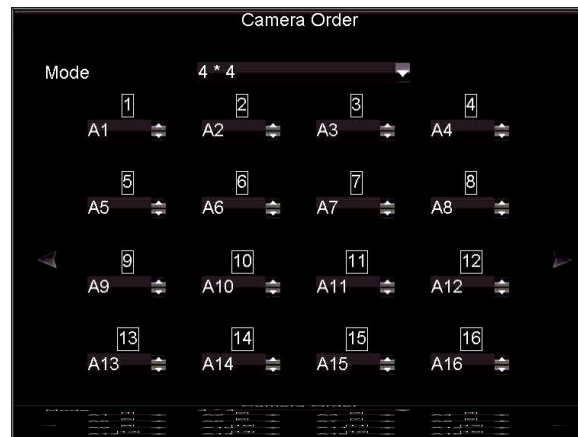 Camera Order
Mode 4 * 4
1 2 3 4
A1 A2 A3 A4
5 6 7 8
A5 A6 A7 A8
9 10 11 12
A9 A10 A11 A12
13 14 15 16
A13 A14 A15 A16